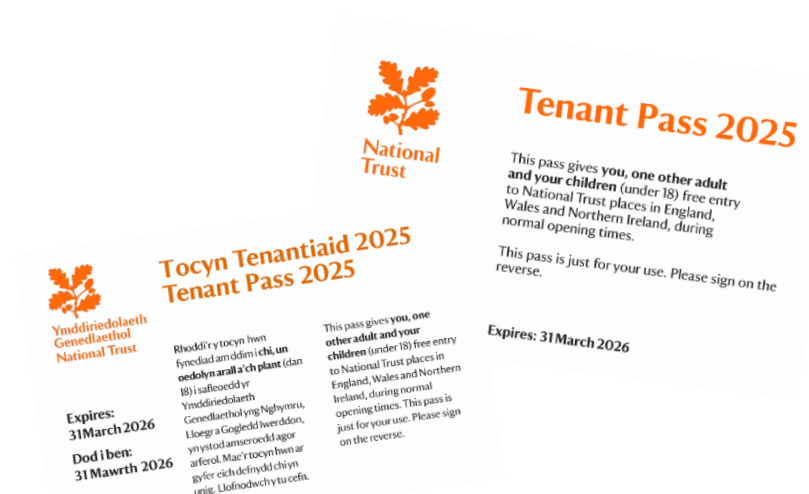 National
Trust
Tenant Pass 2025
This pass gives you, one other adult
and your children (under 18) free entry
to National Trust places in England,
Wales and Northern Ireland, during
normal opening times.
This pass is just for your use. Please sign on the
reverse.
Expires: 31 March 2026
Ymddiriedolaeth
Genedlaethol
National Trust
Tocyn Tenantiaid 2025
Tenant Pass 2025
Expires:
31 March 2026
Dod i ben:
31 Mawrth 2026
Rhoddi'r y tocyn hwn
fynediad am ddim i chi, un
oedolyn arall a'ch plant (dan
18) i safleoedd yr
Ymddiriedolaeth
Genedlaethol yng Nghymru,
Lloegr a Gogledd Iwerddon,
yn ystod amseroedd agor
arferol. Mae'r tocyn hwn ar
gyfer eich defnydd chi yn
unig. Llofnodwch y tu cefn.
This pass gives you, one
other adult and your
children (under 18) free entry
to National Trust places in
England, Wales and Northern
Ireland, during normal
opening times. This pass is
just for your use. Please sign
on the reverse.